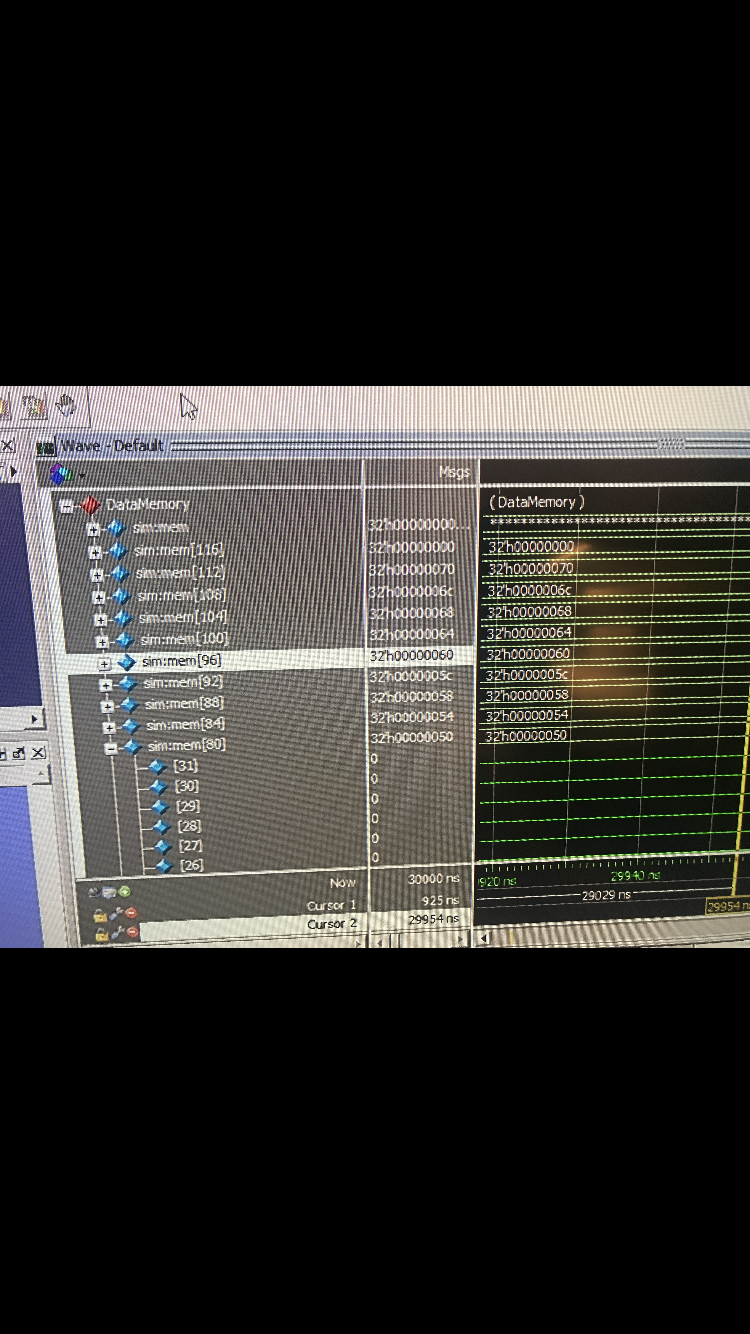 Wave - Default
Msgs
DataMemory
(DataMemory)
sim:mem 32'h00000000... ********************************
sim:mem[116] 32'h00000000 32'h00000000
sim:mem[112] 32'h00000070 32'h00000070
sim:mem[108] 32'h0000006c 32'h0000006c
sim:mem[104] 32'h00000068 32'h00000068
sim:mem[100] 32'h00000064 32'h00000064
sim:mem[96] 32'h00000060 32'h00000060
sim:mem[92] 32'h0000005c 32'h0000005c
sim:mem[88] 32'h00000058 32'h00000058
sim:mem[84] 32'h00000054 32'h00000054
sim:mem[80] 32'h00000050 32'h00000050
[31] 0
[30] 0
[29] 0
[28] 0
[27] 0
[26] 0
Now 30000 ns 920 ns 29940 ns
Cursor 1 925 ns 29029 ns
Cursor 2 29954 ns 29954 ns